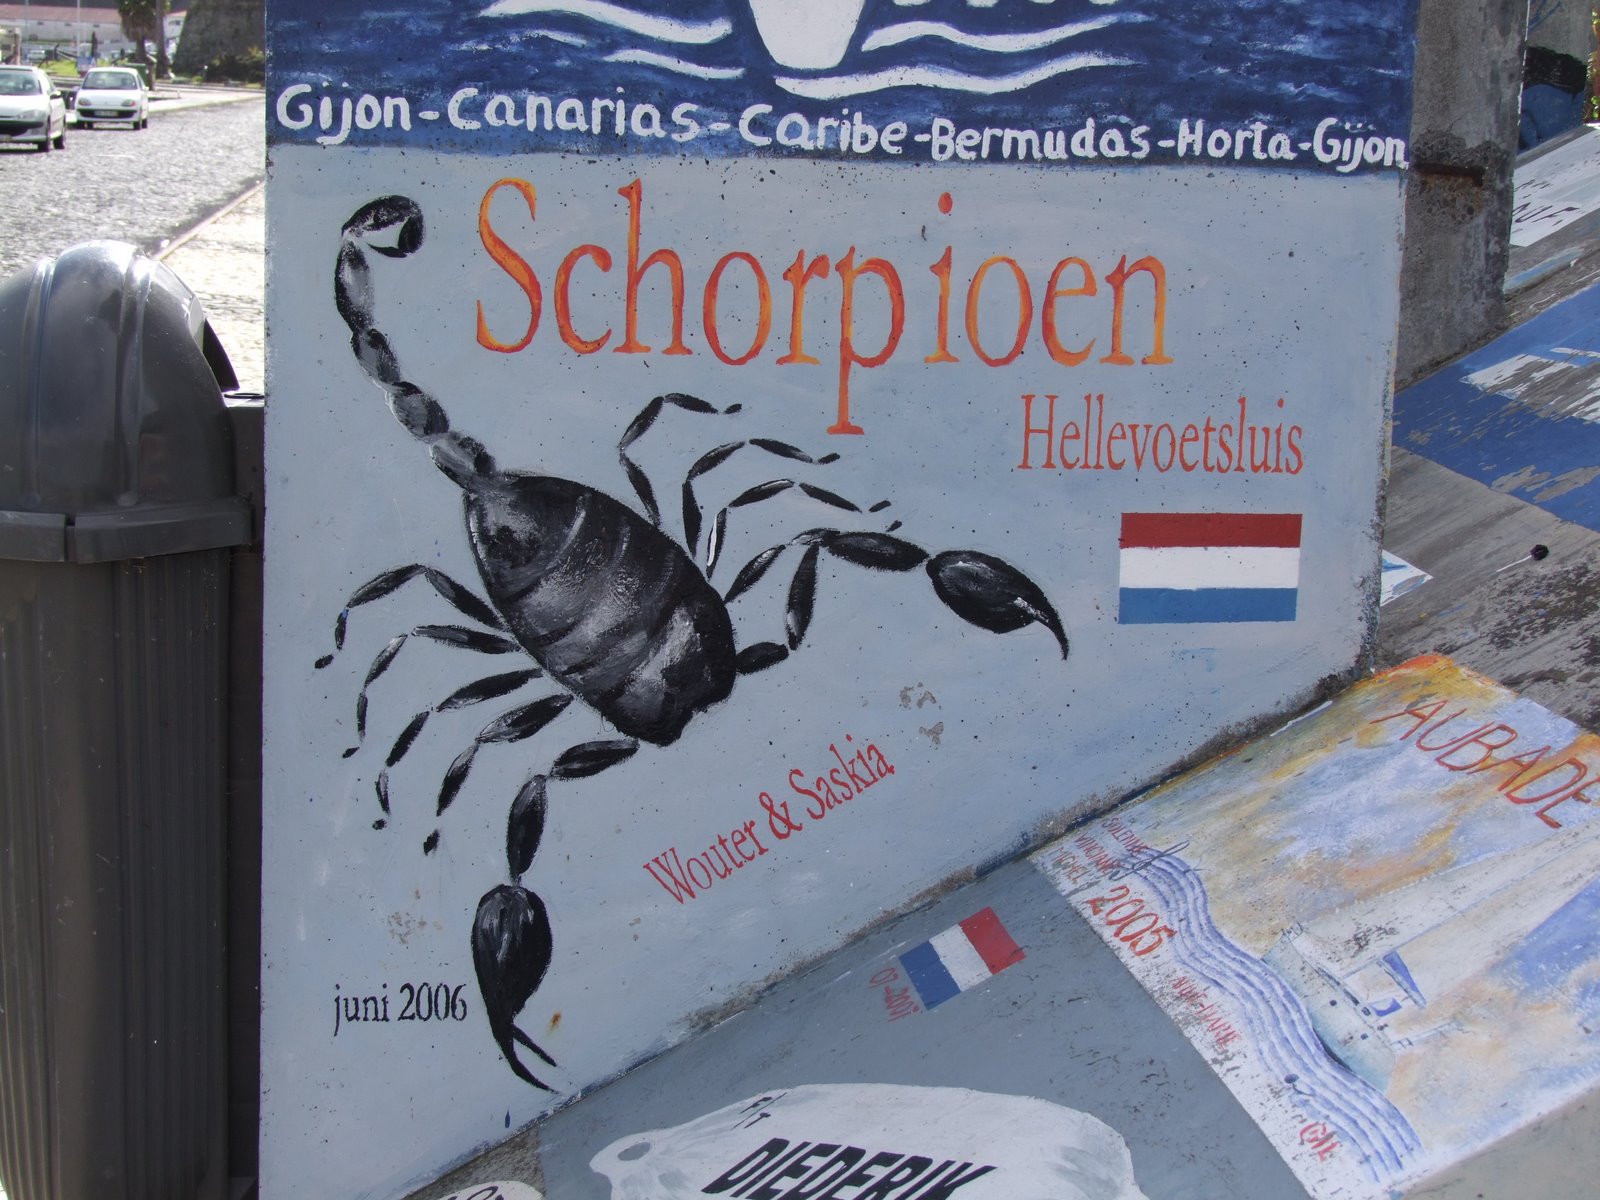 Gijon-Canarias-Caribe-Bermudas-Horta-Gijon
Schorpioen
Hellevoetsluis
Wouter & Saskia
juni 2006
AUBADE
2005
F/T
DIEDERIK